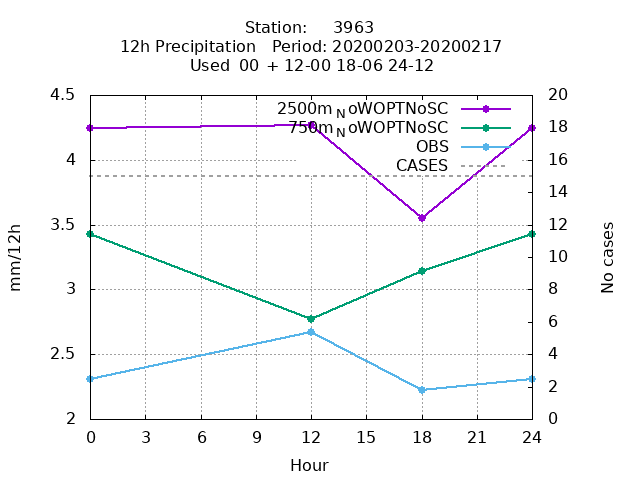 Station: 3963
12h Precipitation Period: 20200203-20200217
Used 00 + 12-00 18-06 24-12
4.5
4
3.5
3
2.5
2
20
18
16
14
12
10
8
6
4
2
0
2500m NoWOPTNoSC
750m NoWOPTNoSC
OBS
CASES
mm/12h
No cases
0 3 6 9 12 15 18 21 24
Hour